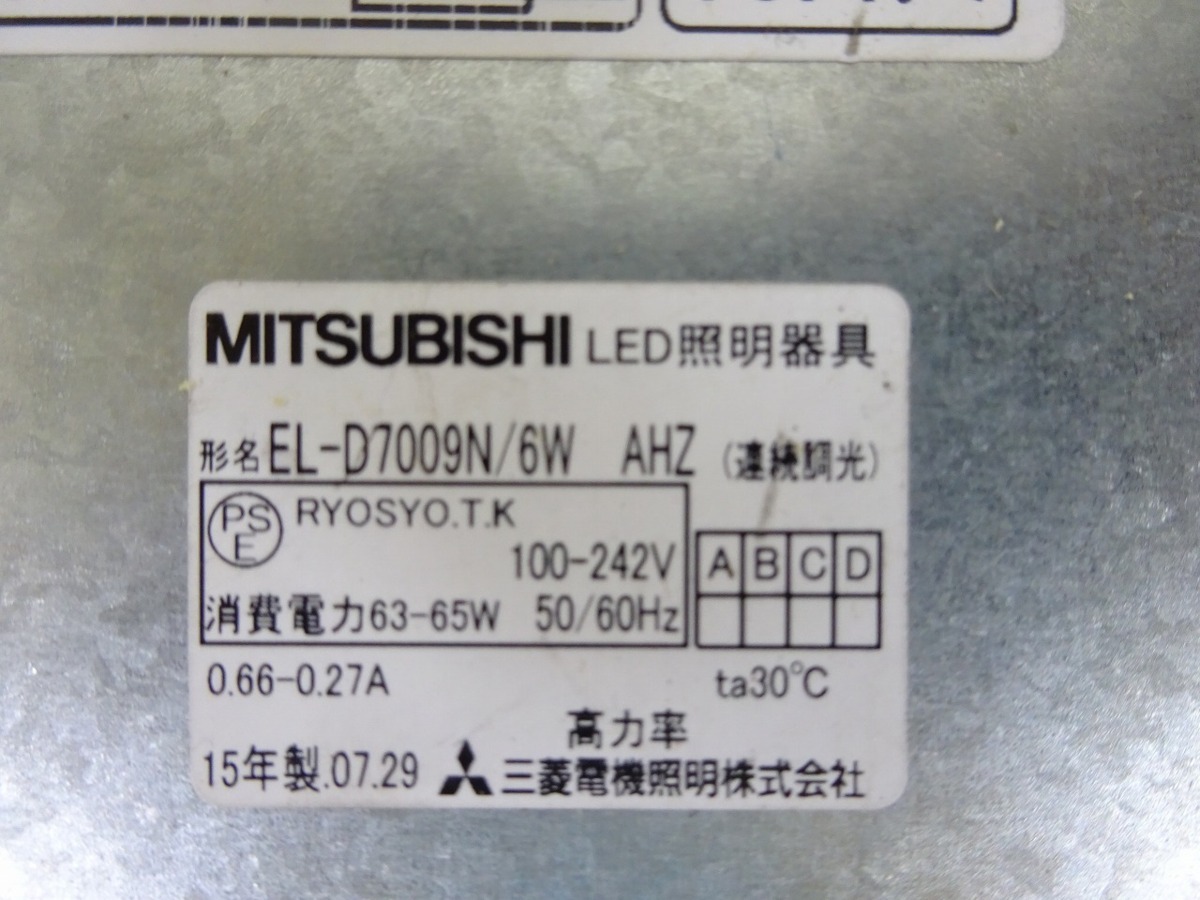 MITSUBISHI LED照明器具
形名 EL-D7009N/6W AHZ (連続調光)
PSE RYOSYO.T.K
100-242V
消費電力63-65W 50/60Hz
A B C D
0.66-0.27A ta30℃
高力率
15年製.07.29 三菱電機照明株式会社